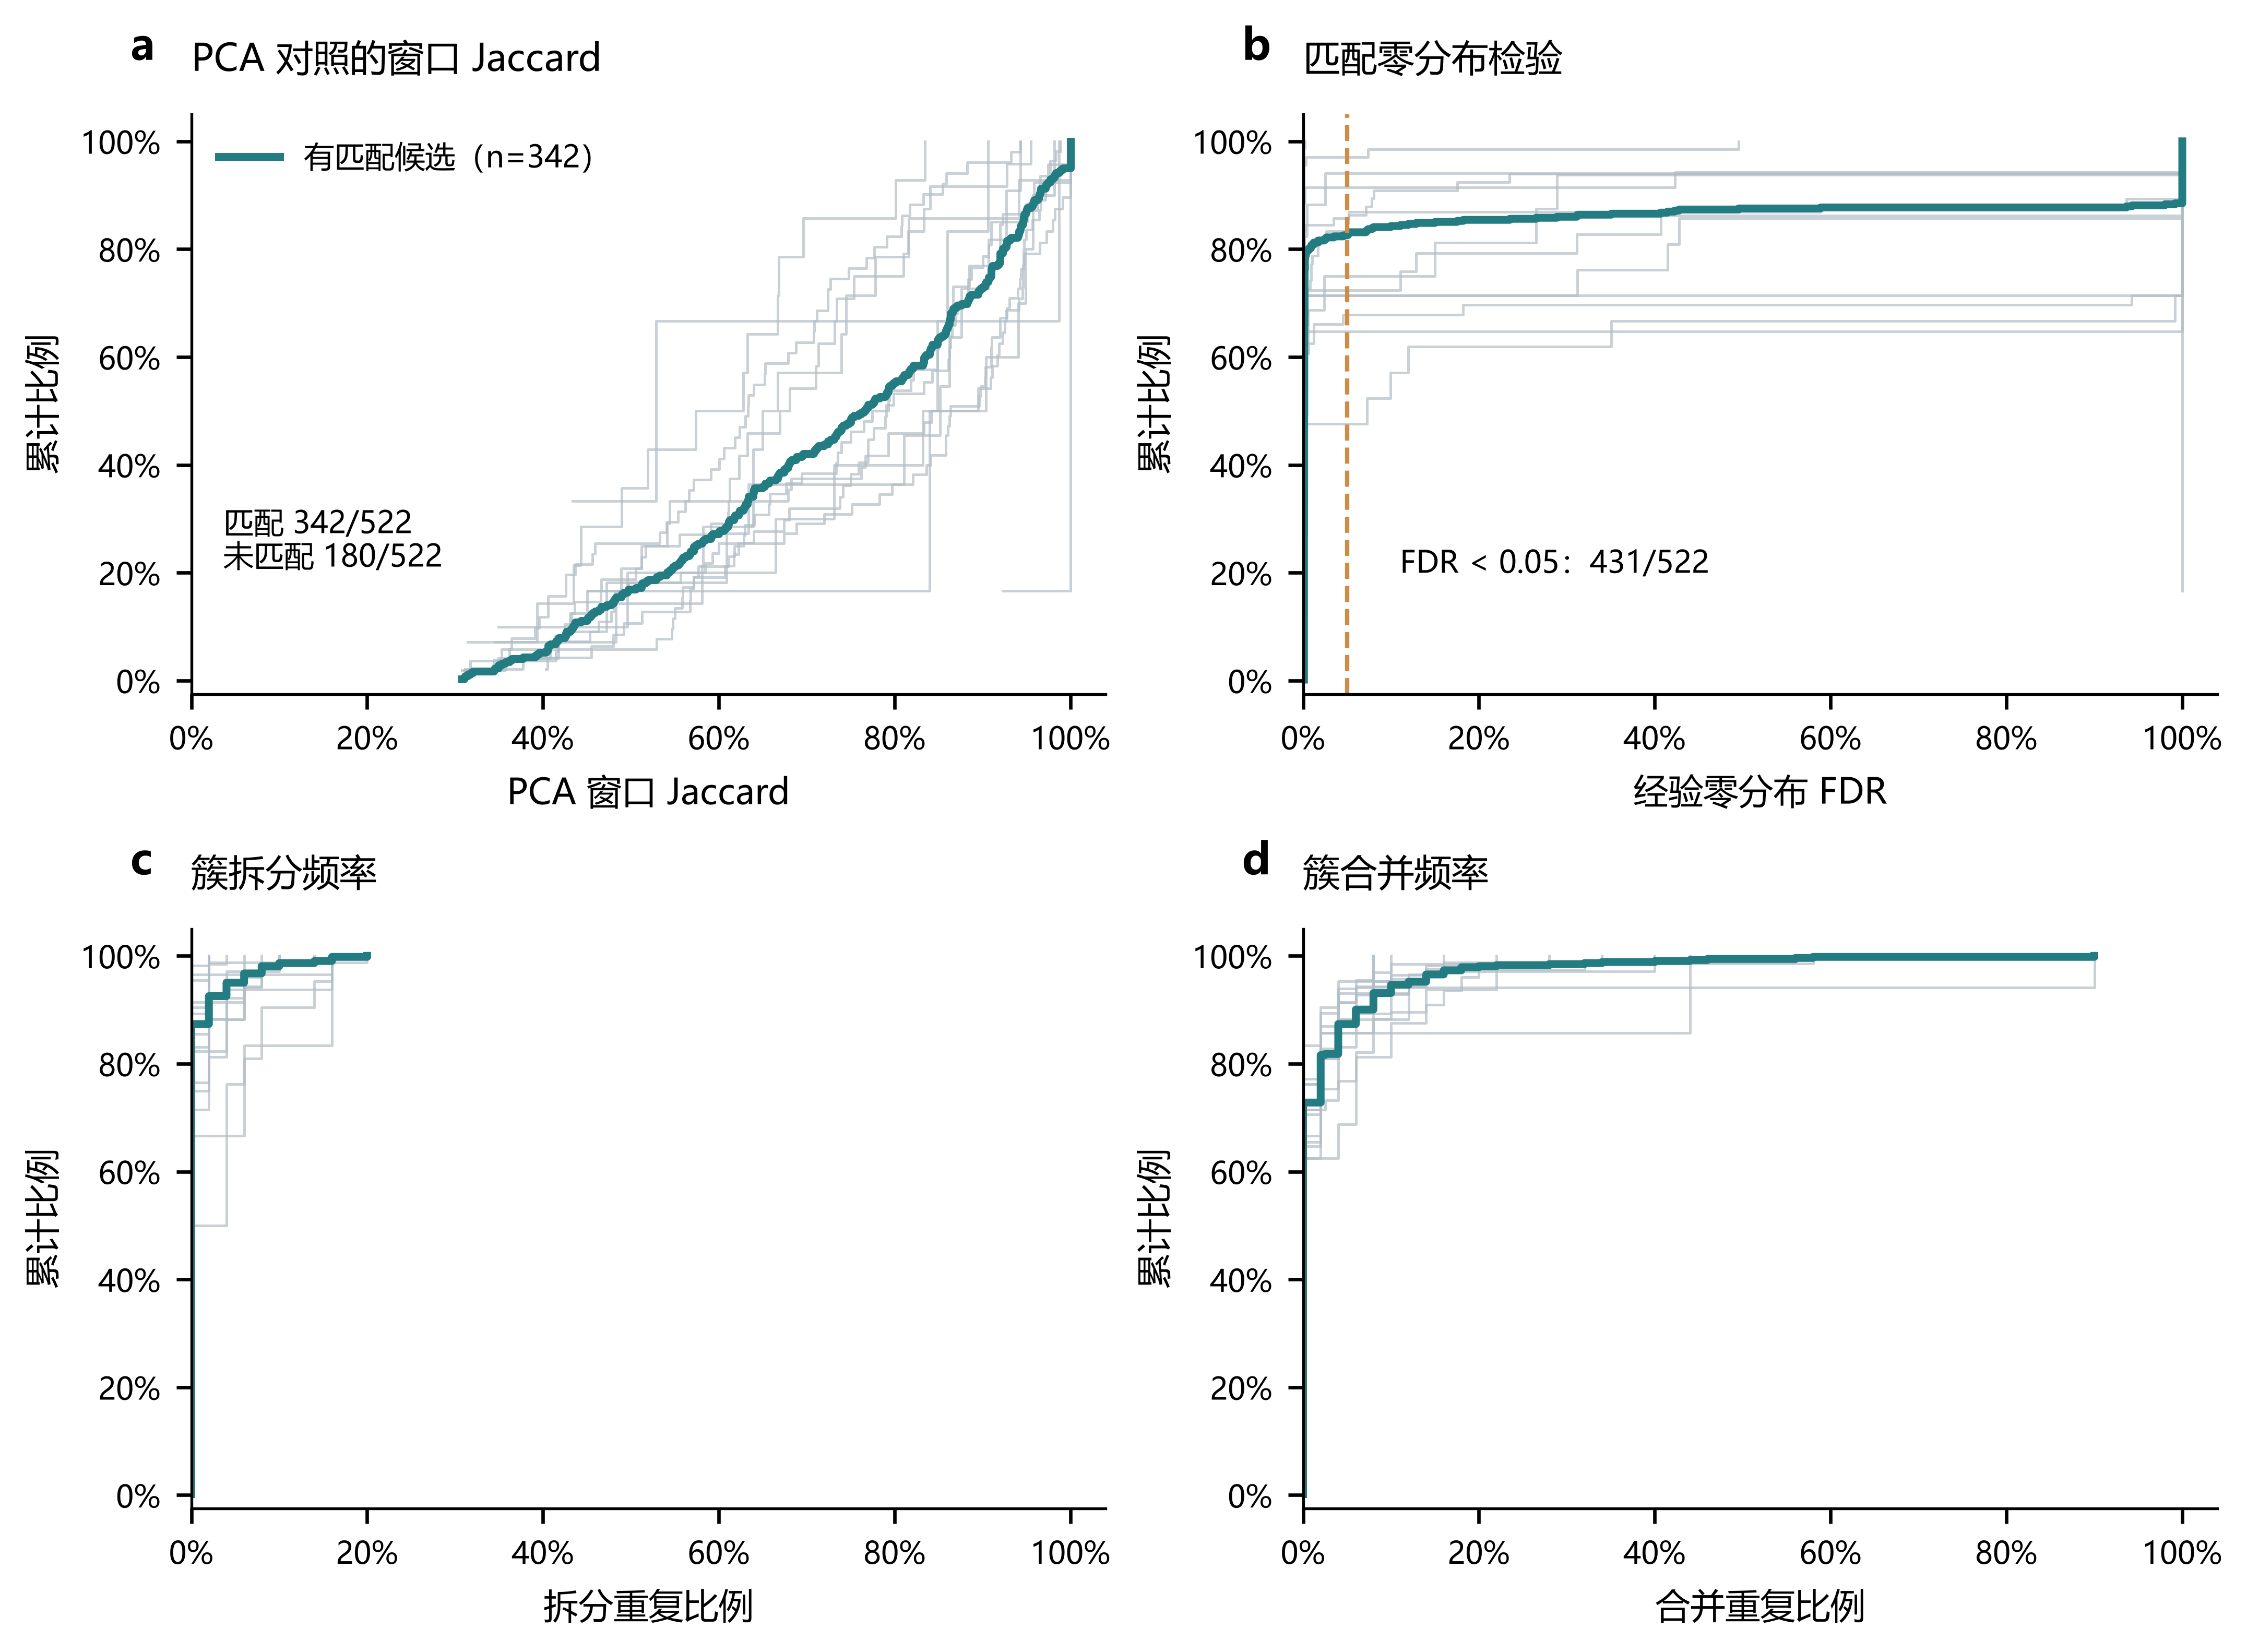 a PCA 对照的窗口 Jaccard
100%
80%
60%
40%
20%
0%
累计比例
有匹配候选 (n=342)
匹配 342/522
未匹配 180/522
0% 20% 40% 60% 80% 100%
PCA 窗口 Jaccard
b 匹配零分布检验
100%
80%
60%
40%
20%
0%
累计比例
FDR < 0.05: 431/522
0% 20% 40% 60% 80% 100%
经验零分布 FDR
c 簇拆分频率
100%
80%
60%
40%
20%
0%
累计比例
0% 20% 40% 60% 80% 100%
拆分重复比例
d 簇合并频率
100%
80%
60%
40%
20%
0%
累计比例
0% 20% 40% 60% 80% 100%
合并重复比例